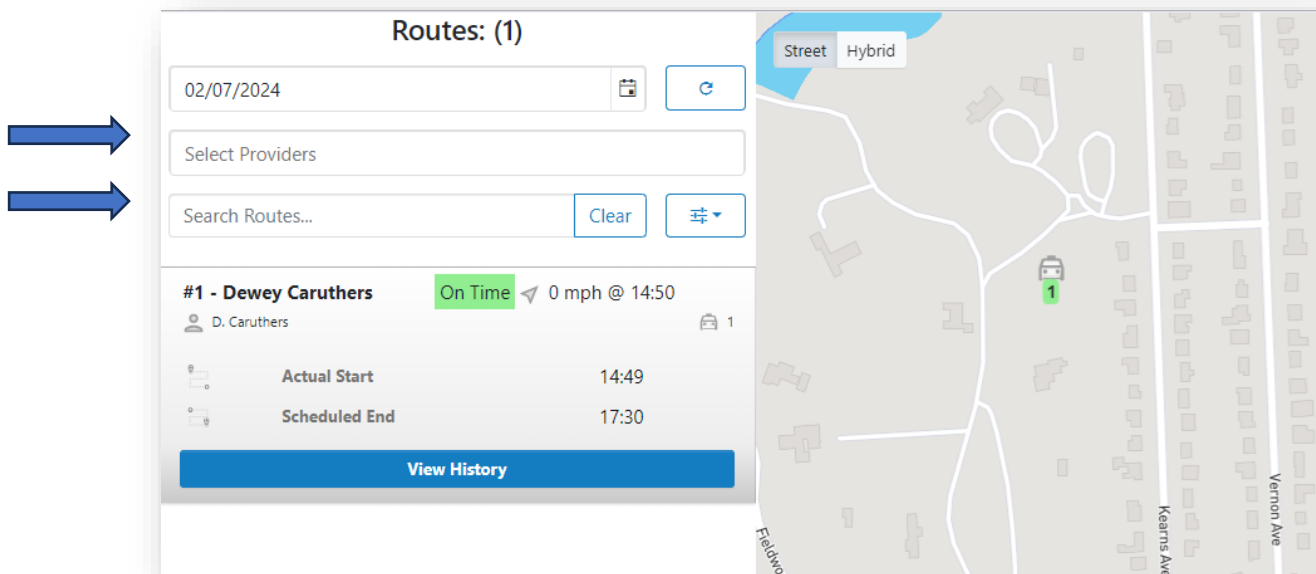 Routes: (1)
02/07/2024
Select Providers
Search Routes... Clear
#1 - Dewey Caruthers On Time 0 mph @ 14:50
D. Caruthers 1
Actual Start 14:49
Scheduled End 17:30
View History
Street Hybrid
1
Kearns Ave
Vernon Ave